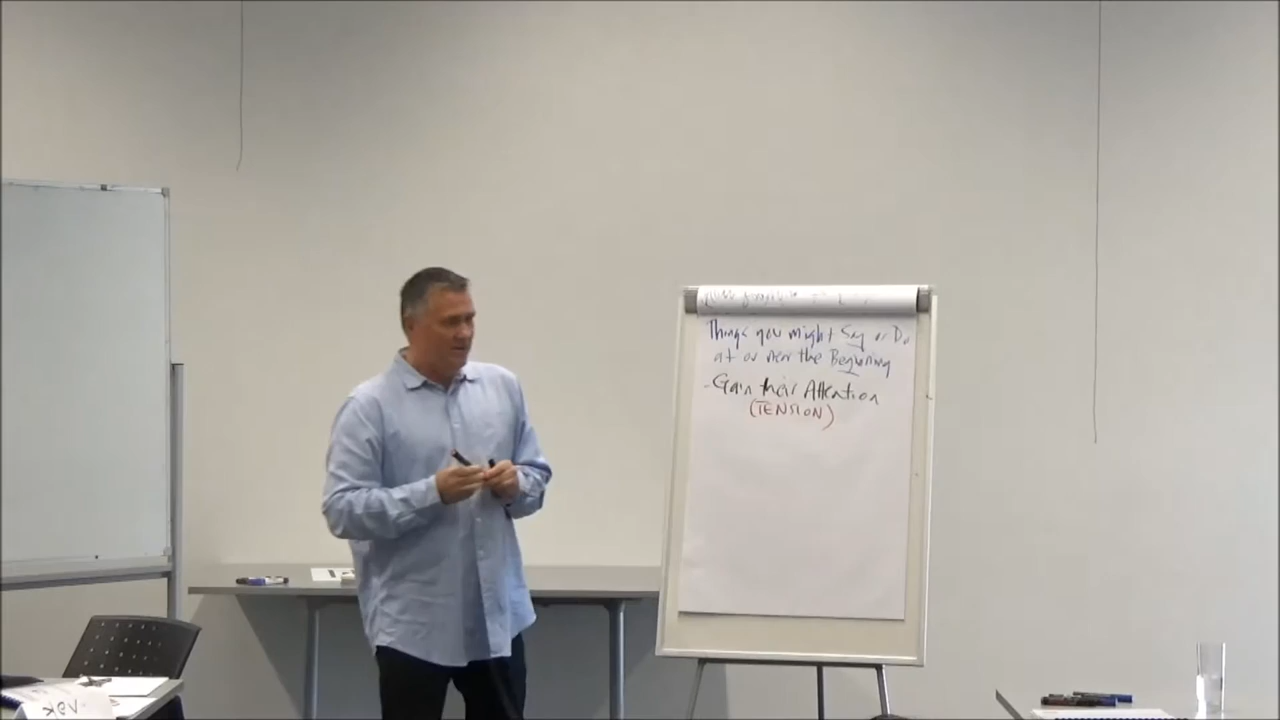 Things you might Say or Do
at or near the Beginning
- Gain their Attention
(TENSION)